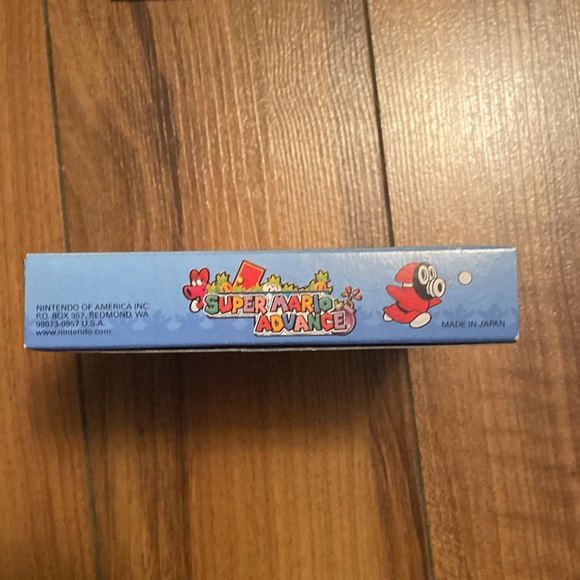 NINTENDO OF AMERICA INC.
P.O. BOX 957, REDMOND, WA
98073-0957 U.S.A.
www.nintendo.com
SUPER MARIO
ADVANCE
MADE IN JAPAN